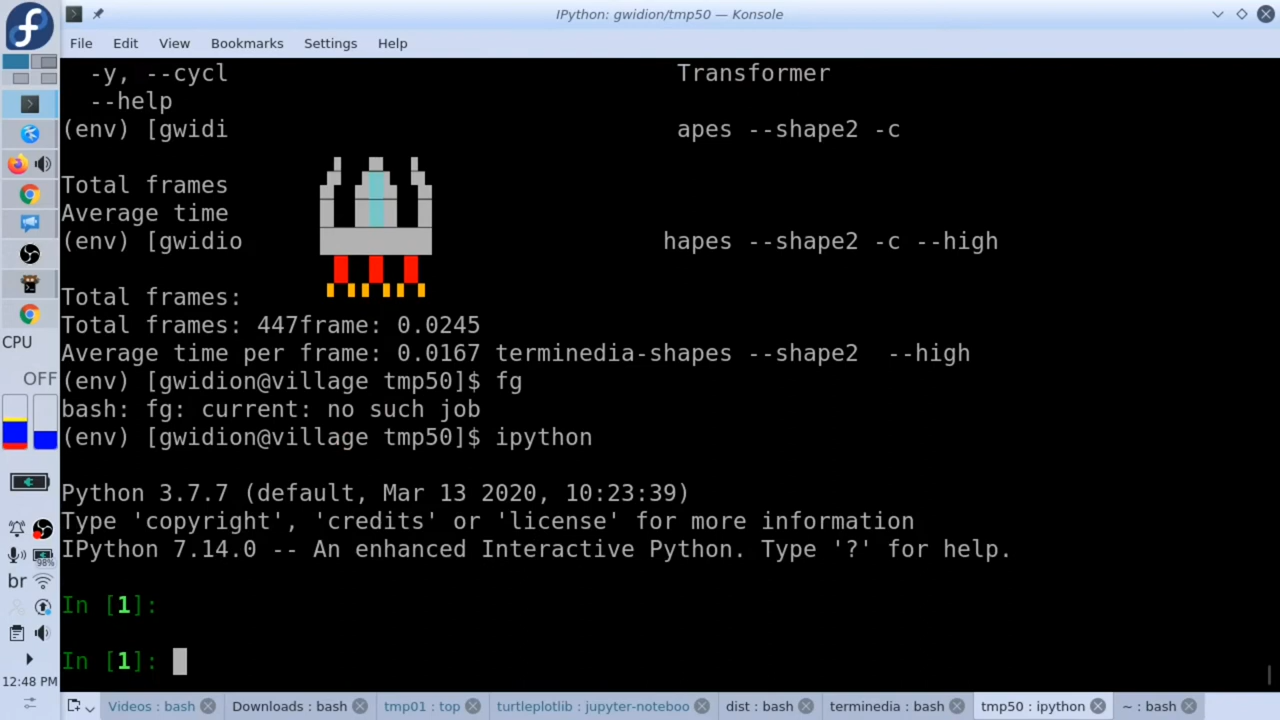 IPython: gwidion/tmp50 — Konsole
File Edit View Bookmarks Settings Help
-y, --cycl Transformer
--help
(env) [gwidi apes --shape2 -c
Total frames
Average time
(env) [gwidio hapes --shape2 -c --high
Total frames:
Total frames: 447frame: 0.0245
Average time per frame: 0.0167 terminedia-shapes --shape2  --high
(env) [gwidion@village tmp50]$ fg
bash: fg: current: no such job
(env) [gwidion@village tmp50]$ ipython
Python 3.7.7 (default, Mar 13 2020, 10:23:39)
Type 'copyright', 'credits' or 'license' for more information
IPython 7.14.0 -- An enhanced Interactive Python. Type '?' for help.
In [1]:
In [1]:
CPU
OFF
98%
br
12:48 PM
Videos : bash Downloads : bash tmp01 : top turtleplotlib : jupyter-noteboo dist : bash terminedia : bash tmp50 : ipython ~ : bash